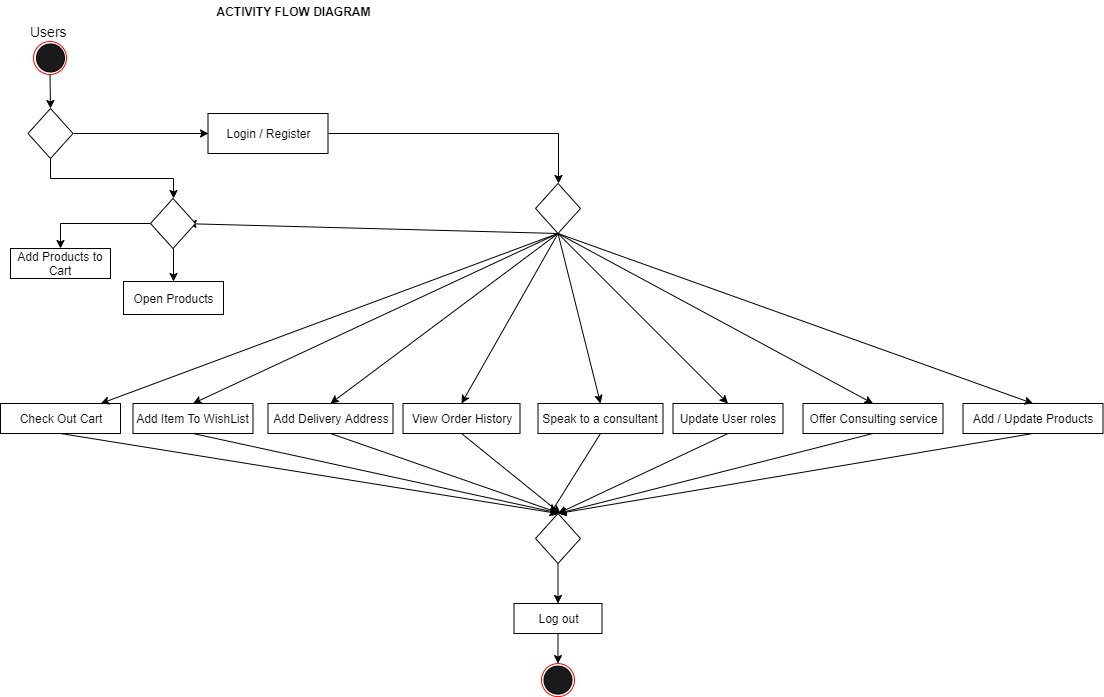 ACTIVITY FLOW DIAGRAM
Users
Login / Register
Add Products to
Cart
Open Products
Check Out Cart
Add Item To WishList
Add Delivery Address
View Order History
Speak to a consultant
Update User roles
Offer Consulting service
Add / Update Products
Log out